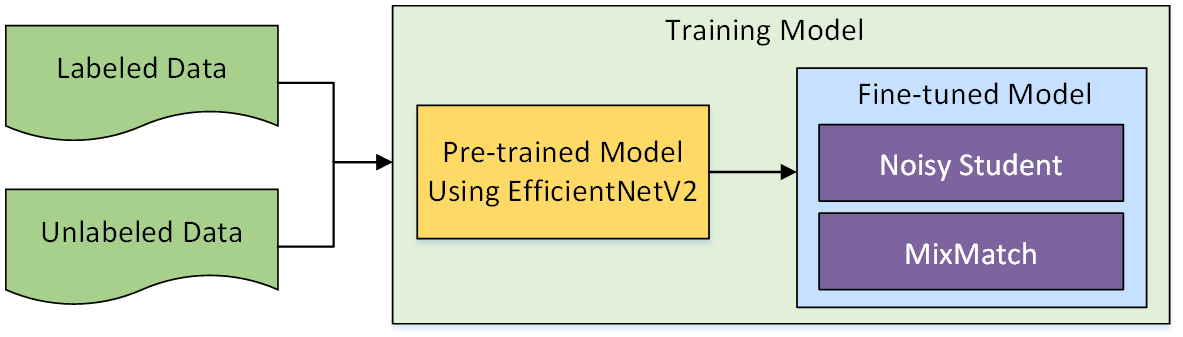 Labeled Data
Unlabeled Data
Training Model
Pre-trained Model
Using EfficientNetV2
Fine-tuned Model
Noisy Student
MixMatch